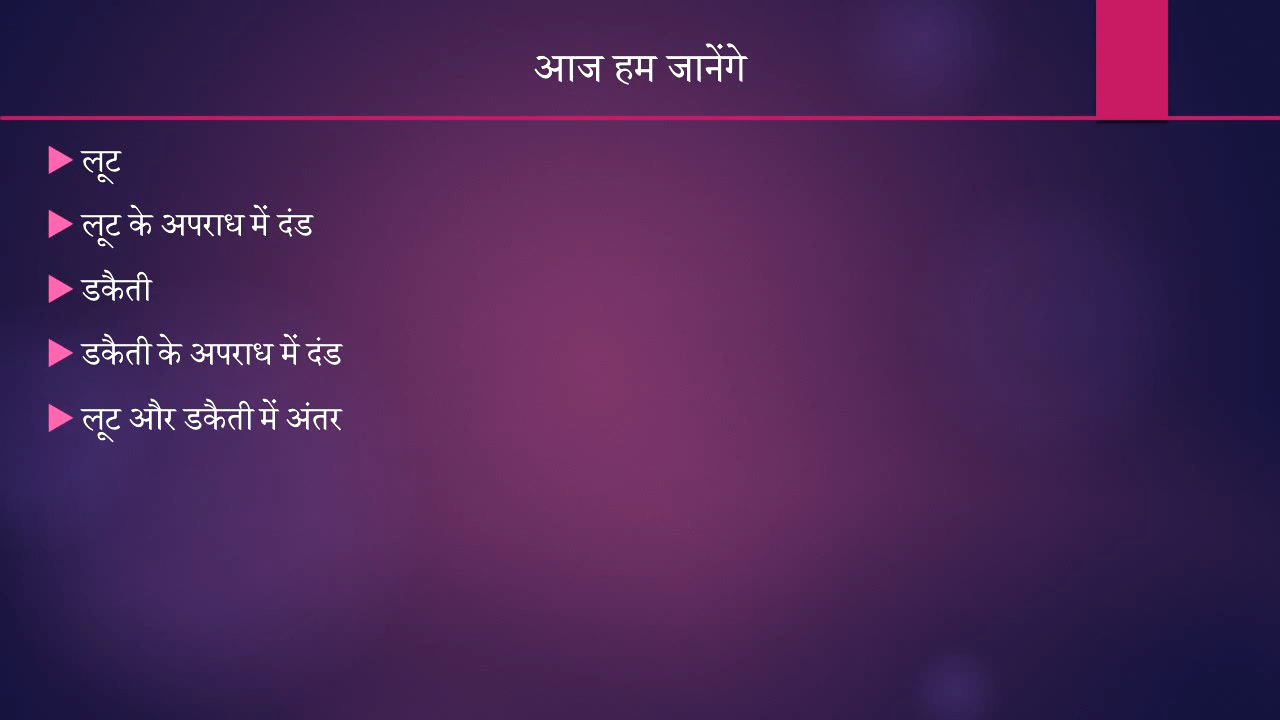 आज हम जानेंगे
लूट
लूट के अपराध में दंड
डकैती
डकैती के अपराध में दंड
लूट और डकैती में अंतर